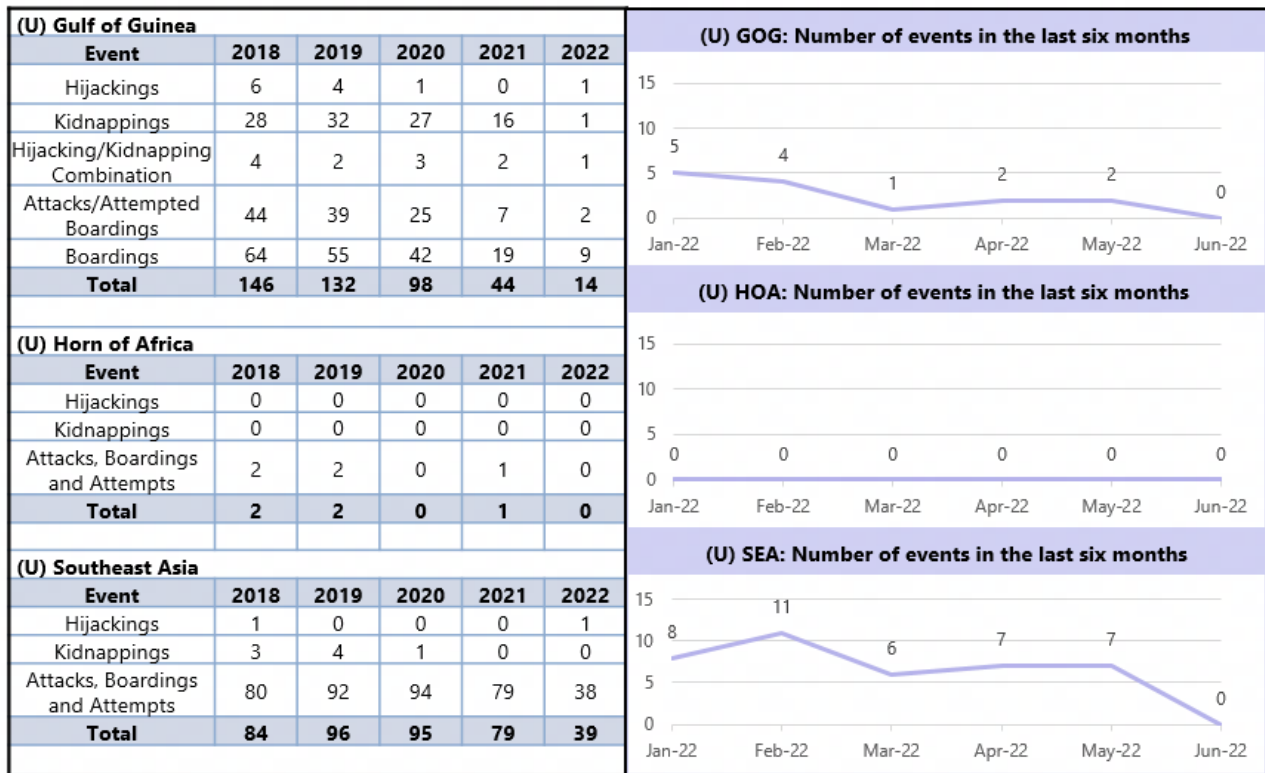 (U) Gulf of Guinea
Event 2018 2019 2020 2021 2022
Hijackings 6 4 1 0 1
Kidnappings 28 32 27 16 1
Hijacking/Kidnapping
Combination 4 2 3 2 1
Attacks/Attempted
Boardings 44 39 25 7 2
Boardings 64 55 42 19 9
Total 146 132 98 44 14
(U) Horn of Africa
Event 2018 2019 2020 2021 2022
Hijackings 0 0 0 0 0
Kidnappings 0 0 0 0 0
Attacks, Boardings
and Attempts 2 2 0 1 0
Total 2 2 0 1 0
(U) Southeast Asia
Event 2018 2019 2020 2021 2022
Hijackings 1 0 0 0 1
Kidnappings 3 4 1 0 0
Attacks, Boardings
and Attempts 80 92 94 79 38
Total 84 96 95 79 39
(U) GOG: Number of events in the last six months
15
10
5
0
5 4 1 2 2 0
Jan-22 Feb-22 Mar-22 Apr-22 May-22 Jun-22
(U) HOA: Number of events in the last six months
15
10
5
0
0 0 0 0 0 0
Jan-22 Feb-22 Mar-22 Apr-22 May-22 Jun-22
(U) SEA: Number of events in the last six months
15
10
5
0
8 11 6 7 7 0
Jan-22 Feb-22 Mar-22 Apr-22 May-22 Jun-22